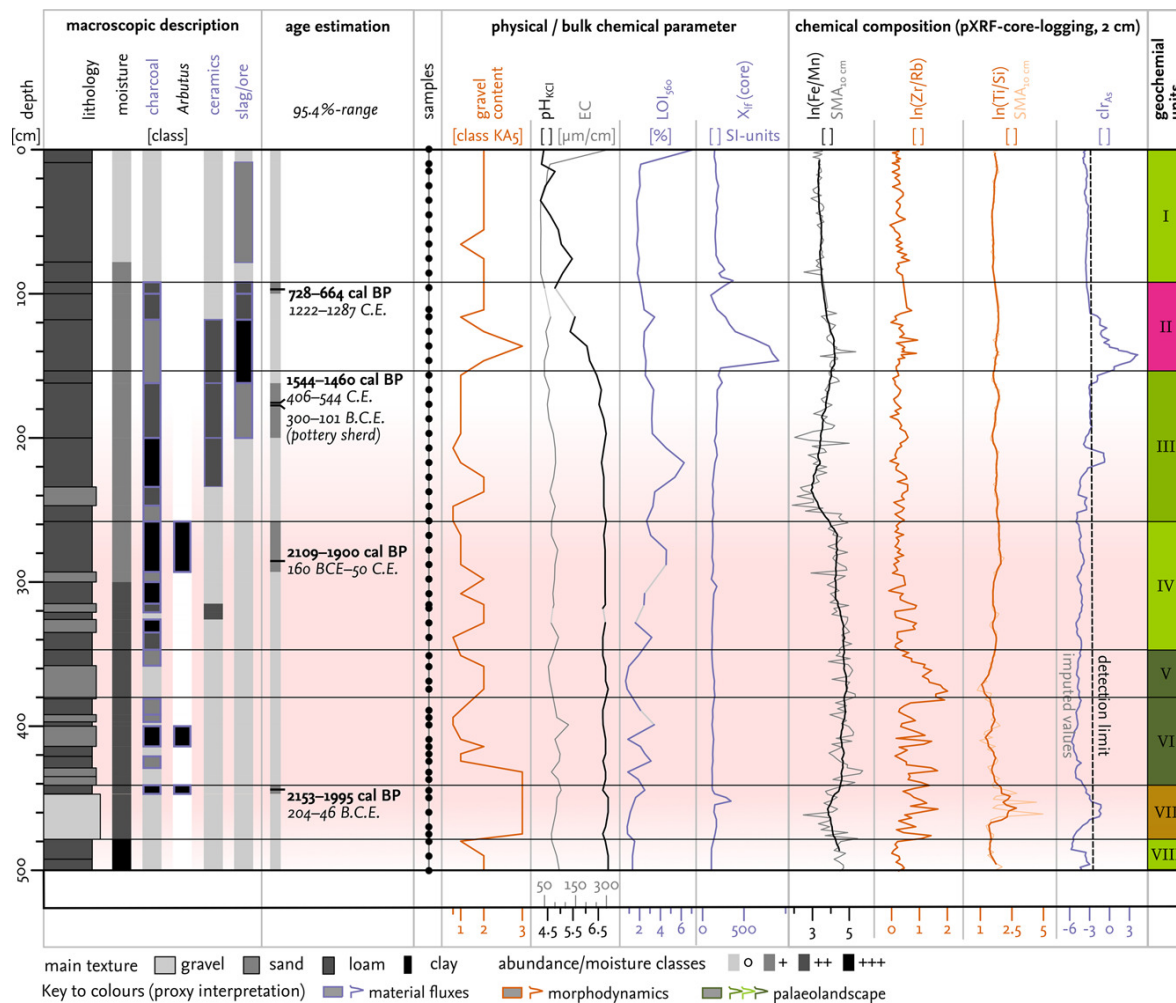 macroscopic description
age estimation
physical / bulk chemical parameter
chemical composition (pXRF-core-logging, 2 cm)
geochemical units
depth
[cm]
lithology
moisture
charcoal
Arbutus
ceramics
slag/ore
[class]
95.4%-range
samples
gravel
content
[class KA5]
pHKCl
[ ]
EC
[µm/cm]
LOI560
[%]
Xlf (core)
[ ] SI-units
ln(Fe/Mn)
SMA10 cm
[ ]
ln(Zr/Rb)
[ ]
ln(Ti/Si)
SMA10 cm
[ ]
clrAs
[ ]
0
I
100
728–664 cal BP
1222–1287 C.E.
II
1544–1460 cal BP
406–544 C.E.
300–101 B.C.E.
(pottery sherd)
200
III
2109–1900 cal BP
160 BCE–50 C.E.
300
IV
V
imputed values
detection limit
400
VI
2153–1995 cal BP
204–46 B.C.E.
VII
VII
500
50 150 300
1 2 3
4.5 5.5 6.5
2 4 6
0 500
3 5
0 1 2
1 2.5 5
-6 -3 0 3
main texture gravel sand loam clay abundance/moisture classes 0 + ++ +++
Key to colours (proxy interpretation) material fluxes morphodynamics palaeolandscape